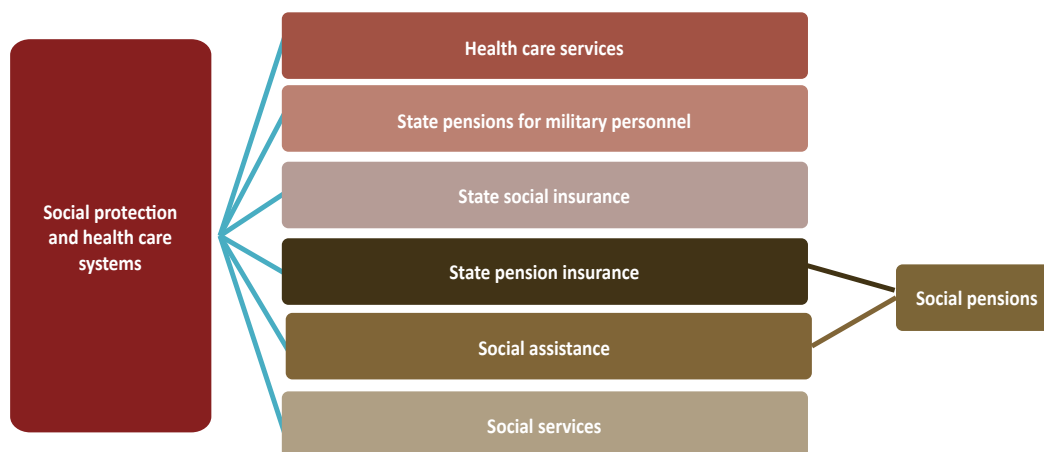 Social protection
and health care
systems
Health care services
State pensions for military personnel
State social insurance
State pension insurance
Social assistance
Social services
Social pensions